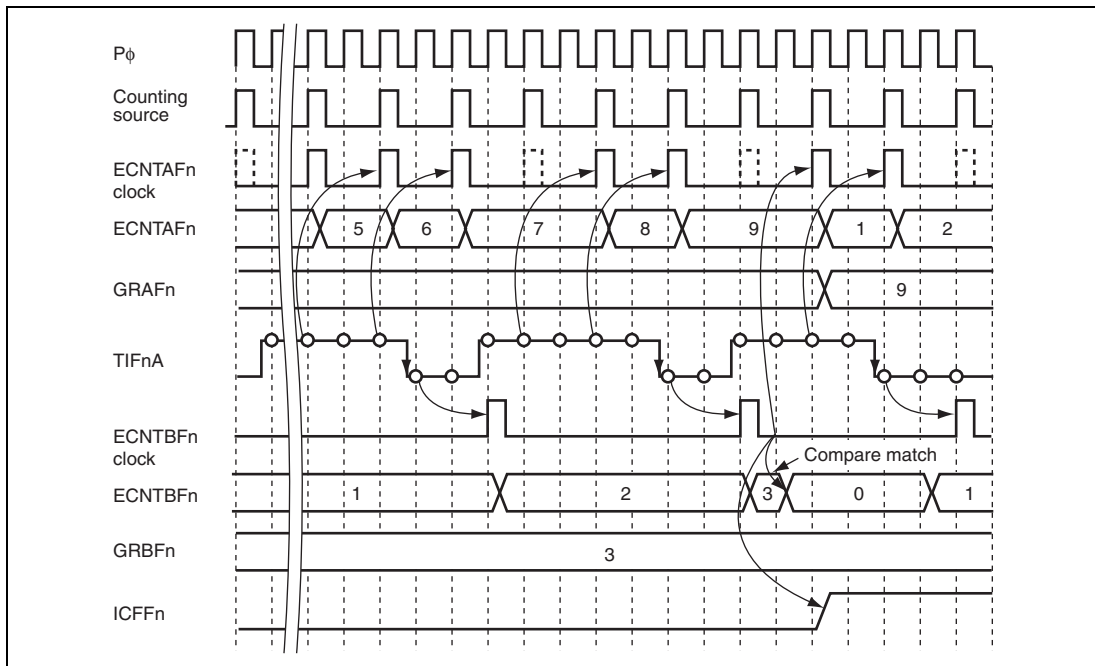 Pϕ
Counting
source
ECNTAFn
clock
ECNTAFn 5 6 7 8 9 1 2
GRAFn 9
TIFnA
ECNTBFn
clock
Compare match
ECNTBFn 1 2 3 0 1
GRBFn 3
ICFFn